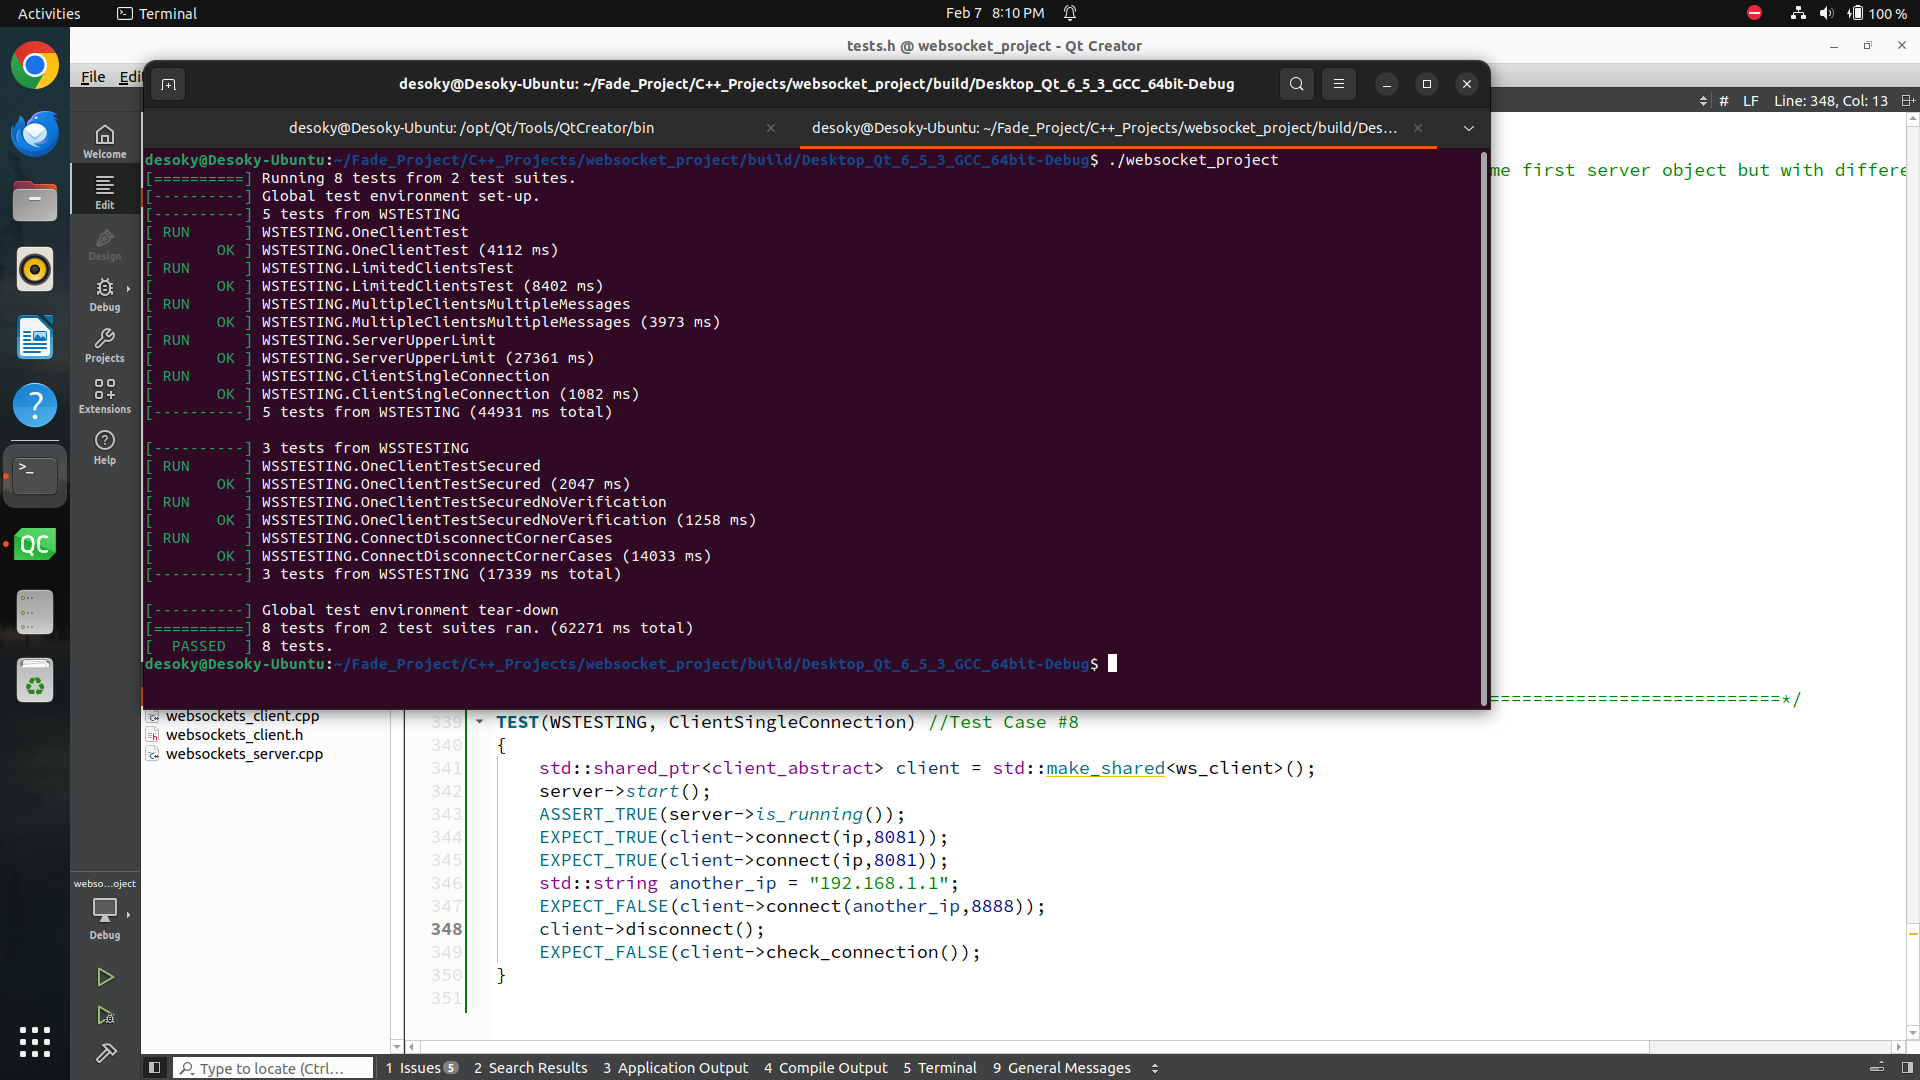 Activities
Terminal
Feb 7 8:10 PM
100 %
tests.h @ websocket_project - Qt Creator
File
Edi
desoky@Desoky-Ubuntu: ~/Fade_Project/C++_Projects/websocket_project/build/Desktop_Qt_6_5_3_GCC_64bit-Debug
# LF Line: 348, Col: 13
desoky@Desoky-Ubuntu: /opt/Qt/Tools/QtCreator/bin
desoky@Desoky-Ubuntu: ~/Fade_Project/C++_Projects/websocket_project/build/Des...
desoky@Desoky-Ubuntu:~/Fade_Project/C++_Projects/websocket_project/build/Desktop_Qt_6_5_3_GCC_64bit-Debug$ ./websocket_project
[==========] Running 8 tests from 2 test suites.
[----------] Global test environment set-up.
[----------] 5 tests from WSTESTING
[ RUN      ] WSTESTING.OneClientTest
[       OK ] WSTESTING.OneClientTest (4112 ms)
[ RUN      ] WSTESTING.LimitedClientsTest
[       OK ] WSTESTING.LimitedClientsTest (8402 ms)
[ RUN      ] WSTESTING.MultipleClientsMultipleMessages
[       OK ] WSTESTING.MultipleClientsMultipleMessages (3973 ms)
[ RUN      ] WSTESTING.ServerUpperLimit
[       OK ] WSTESTING.ServerUpperLimit (27361 ms)
[ RUN      ] WSTESTING.ClientSingleConnection
[       OK ] WSTESTING.ClientSingleConnection (1082 ms)
[----------] 5 tests from WSTESTING (44931 ms total)
[----------] 3 tests from WSSTESTING
[ RUN      ] WSSTESTING.OneClientTestSecured
[       OK ] WSSTESTING.OneClientTestSecured (2047 ms)
[ RUN      ] WSSTESTING.OneClientTestSecuredNoVerification
[       OK ] WSSTESTING.OneClientTestSecuredNoVerification (1258 ms)
[ RUN      ] WSSTESTING.ConnectDisconnectCornerCases
[       OK ] WSSTESTING.ConnectDisconnectCornerCases (14033 ms)
[----------] 3 tests from WSSTESTING (17339 ms total)
[----------] Global test environment tear-down
[==========] 8 tests from 2 test suites ran. (62271 ms total)
[  PASSED  ] 8 tests.
desoky@Desoky-Ubuntu:~/Fade_Project/C++_Projects/websocket_project/build/Desktop_Qt_6_5_3_GCC_64bit-Debug$
me first server object but with differe
===========================*/
Welcome
Edit
Design
Debug
Projects
Extensions
Help
webso...oject
Debug
QC
websockets_client.cpp
websockets_client.h
websockets_server.cpp
339 TEST(WSTESTING, ClientSingleConnection) //Test Case #8
340 {
341 std::shared_ptr<client_abstract> client = std::make_shared<ws_client>();
342 server->start();
343 ASSERT_TRUE(server->is_running());
344 EXPECT_TRUE(client->connect(ip,8081));
345 EXPECT_TRUE(client->connect(ip,8081));
346 std::string another_ip = "192.168.1.1";
347 EXPECT_FALSE(client->connect(another_ip,8888));
348 client->disconnect();
349 EXPECT_FALSE(client->check_connection());
350 }
351
Type to locate (Ctrl...
1 Issues 5
2 Search Results
3 Application Output
4 Compile Output
5 Terminal
9 General Messages